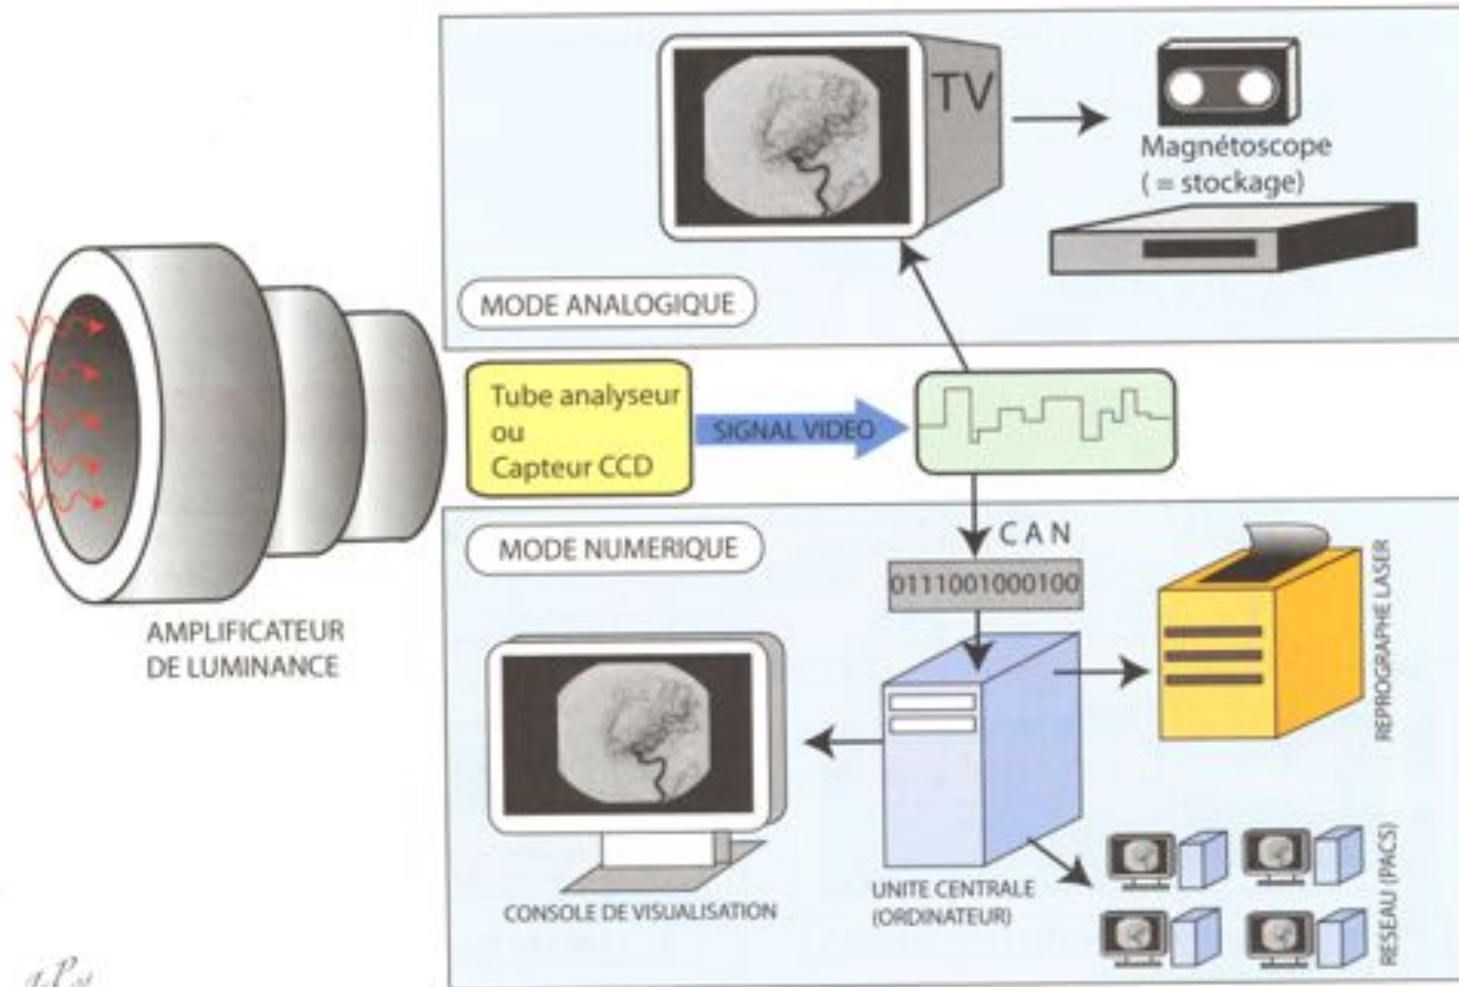 TV
Magnétoscope
( = stockage)
MODE ANALOGIQUE
Tube analyseur
ou
Capteur CCD
SIGNAL VIDEO
AMPLIFICATEUR
DE LUMINANCE
MODE NUMERIQUE
C A N
0111001000100
REPROGRAPHE LASER
CONSOLE DE VISUALISATION
UNITE CENTRALE
(ORDINATEUR)
RESEAU (PACS)